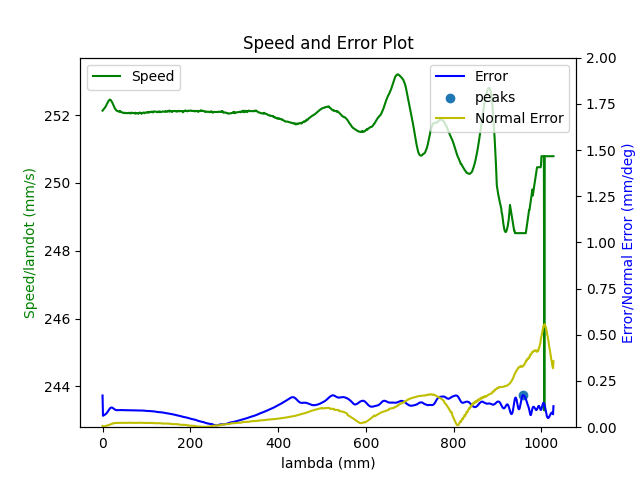 Speed and Error Plot
Speed
Error
peaks
Normal Error
Speed/lamdot (mm/s)
252
250
248
246
244
2.00
1.75
1.50
1.25
1.00
0.75
0.50
0.25
0.00
Error/Normal Error (mm/deg)
0
200
400
600
800
1000
lambda (mm)